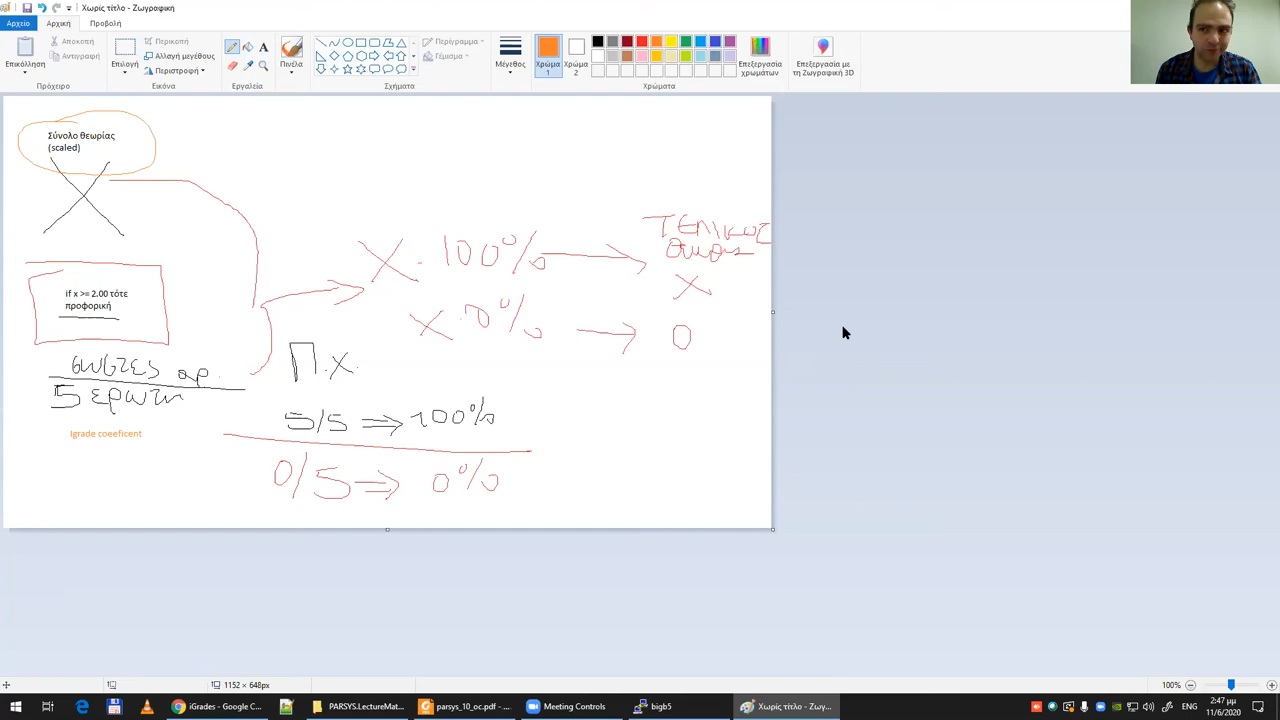 Χωρίς τίτλο - Ζωγραφική
Αρχείο Αρχική Προβολή
Επικόλληση
Αποκοπή
Αντιγραφή
Πρόχειρο
Επιλογή
Περικοπή
Αλλαγή μεγέθους
Περιστροφή
Εικόνα
A
Εργαλεία
Πινέλα
Περίγραμμα
Γέμισμα
Σχήματα
Μέγεθος
Χρώμα 1
Χρώμα 2
Χρώματα
Επεξεργασία χρωμάτων
Επεξεργασία με τη Ζωγραφική 3D
Σύνολο θεωρίας
(scaled)
X
if x >= 2.00 τότε
προφορική
5 ερωτη
Igrade coeeficent
X · 100% → ΤΕΛΙΚΟΣ
X
X · 0% → 0
Π.Χ.
5/5 ⇒ 100%
0/5 ⇒ 0%
1152 × 648px
100%
iGrades - Google C...
PARSYS.LectureMat...
parsys_10_oc.pdf - ...
Meeting Controls
bigb5
Χωρίς τίτλο - Ζωγ...
2:47 μμ
11/6/2020